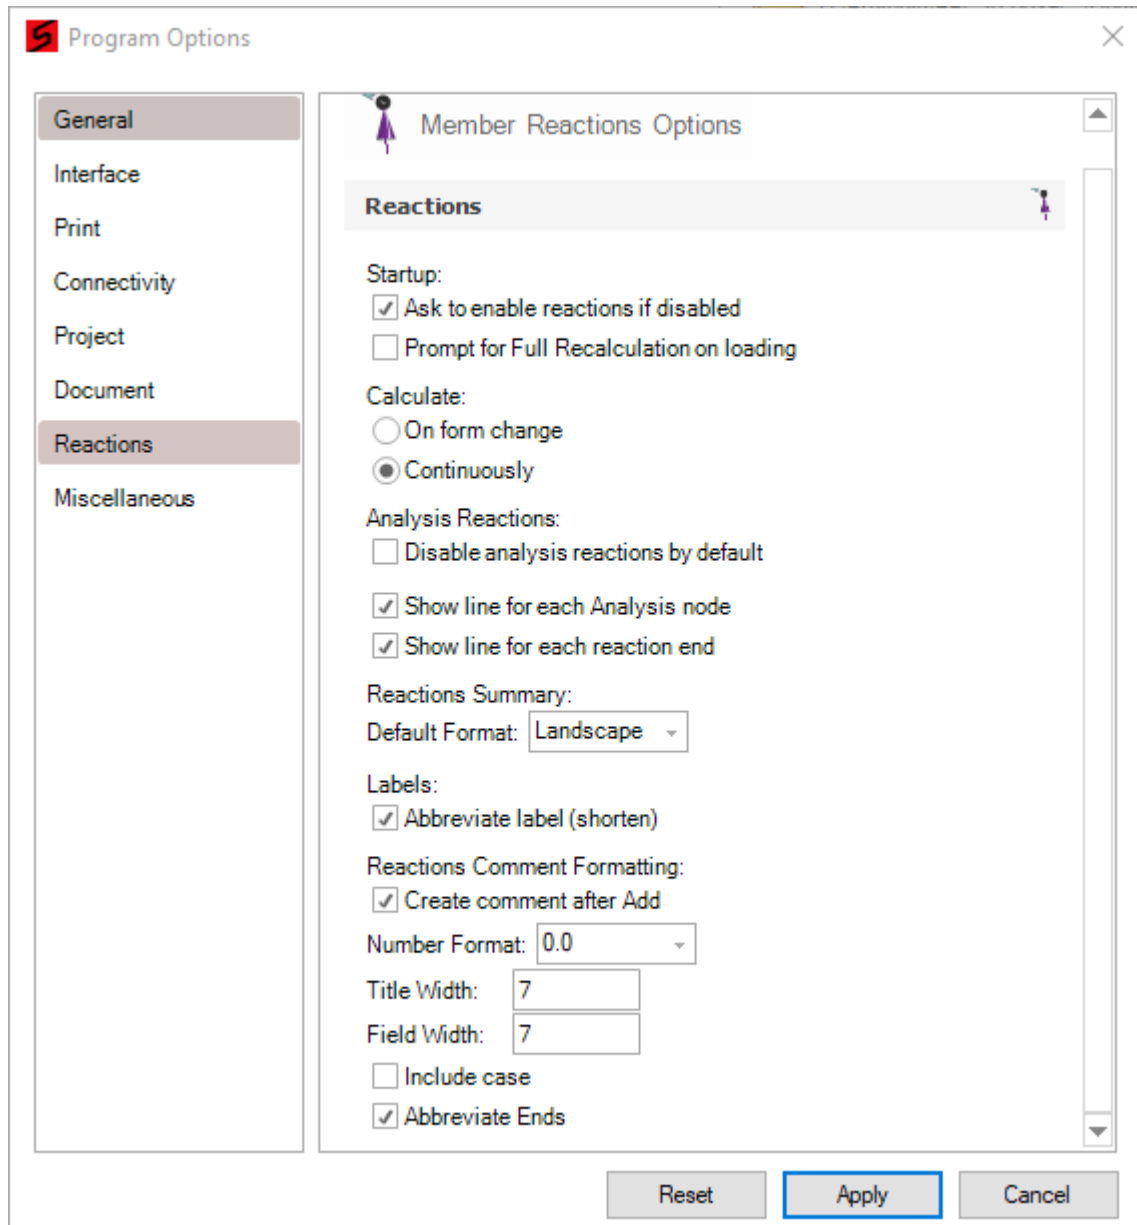 Program Options
General
Interface
Print
Connectivity
Project
Document
Reactions
Miscellaneous
Member Reactions Options
Reactions
Startup:
Ask to enable reactions if disabled
Prompt for Full Recalculation on loading
Calculate:
On form change
Continuously
Analysis Reactions:
Disable analysis reactions by default
Show line for each Analysis node
Show line for each reaction end
Reactions Summary:
Default Format: Landscape
Labels:
Abbreviate label (shorten)
Reactions Comment Formatting:
Create comment after Add
Number Format: 0.0
Title Width: 7
Field Width: 7
Include case
Abbreviate Ends
Reset Apply Cancel